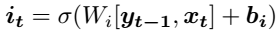 i_t = σ(W_i[y_{t−1}, x_t] + b_i)